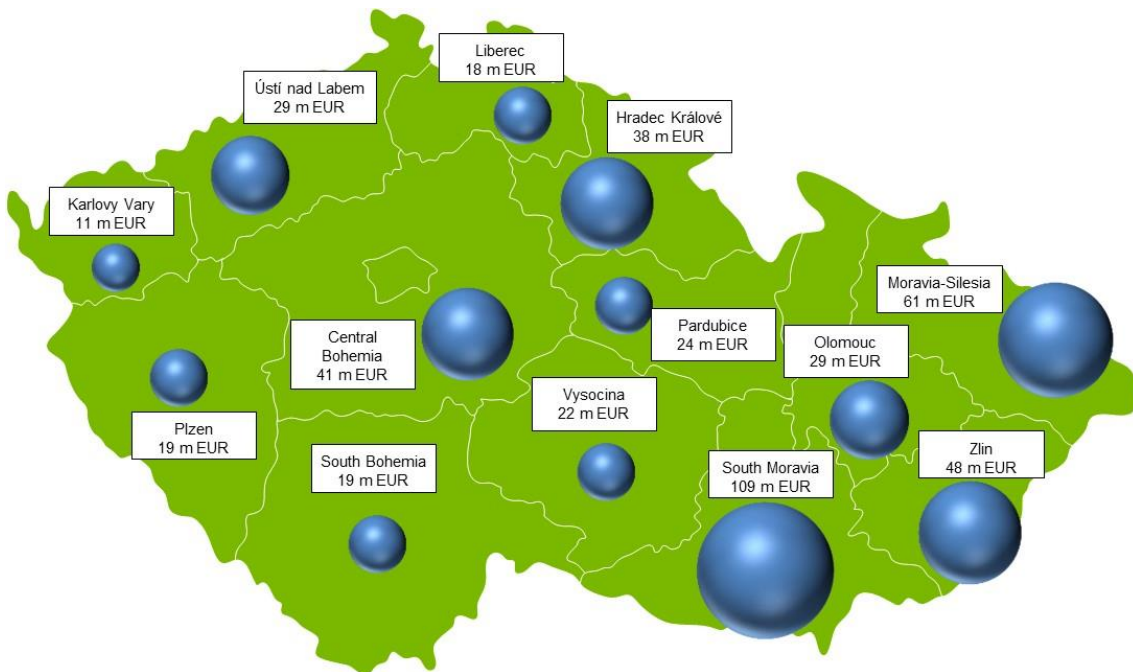 Liberec
18 m EUR
Ústí nad Labem
29 m EUR
Hradec Králové
38 m EUR
Karlovy Vary
11 m EUR
Moravia-Silesia
61 m EUR
Central
Bohemia
41 m EUR
Pardubice
24 m EUR
Olomouc
29 m EUR
Vysocina
22 m EUR
Plzen
19 m EUR
South Bohemia
19 m EUR
South Moravia
109 m EUR
Zlin
48 m EUR